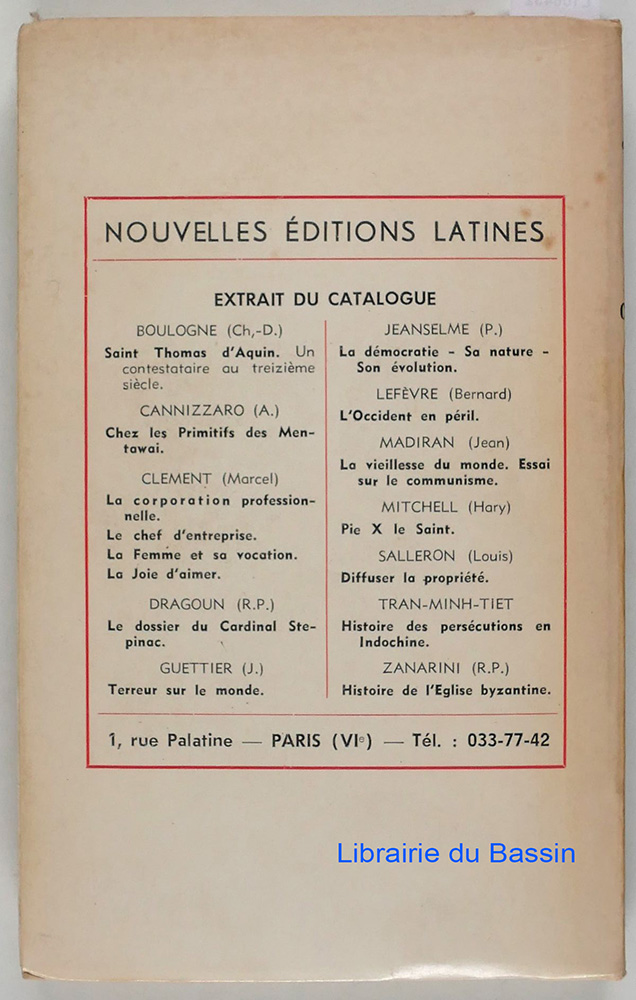 NOUVELLES ÉDITIONS LATINES
EXTRAIT DU CATALOGUE
BOULOGNE (Ch,-D.)
Saint Thomas d'Aquin. Un
contestataire au treizième
siècle.
CANNIZZARO (A.)
Chez les Primitifs des Men-
tawai.
CLEMENT (Marcel)
La corporation profession-
nelle.
Le chef d'entreprise.
La Femme et sa vocation.
La Joie d'aimer.
DRAGOUN (R.P.)
Le dossier du Cardinal Ste-
pinac.
GUETTIER (J.)
Terreur sur le monde.
JEANSELME (P.)
La démocratie - Sa nature -
Son évolution.
LEFÈVRE (Bernard)
L'Occident en péril.
MADIRAN (Jean)
La vieillesse du monde. Essai
sur le communisme.
MITCHELL (Hary)
Pie X le Saint.
SALLERON (Louis)
Diffuser la propriété.
TRAN-MINH-TIET
Histoire des persécutions en
Indochine.
ZANARINI (R.P.)
Histoire de l'Eglise byzantine.
1, rue Palatine — PARIS (VIe) — Tél. : 033-77-42
Librairie du Bassin